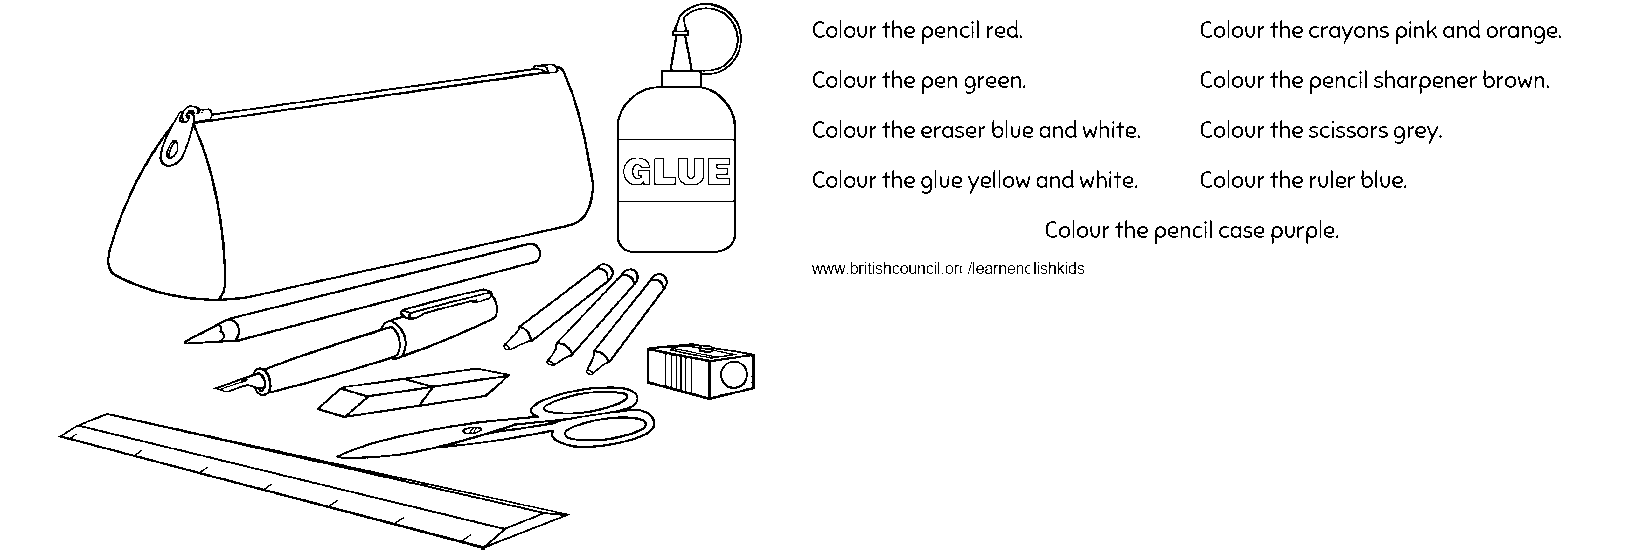 GLUE
Colour the pencil red.
Colour the pen green.
Colour the eraser blue and white.
Colour the glue yellow and white.
Colour the crayons pink and orange.
Colour the pencil sharpener brown.
Colour the scissors grey.
Colour the ruler blue.
Colour the pencil case purple.
www.britishcouncil.org/learnenglishkids